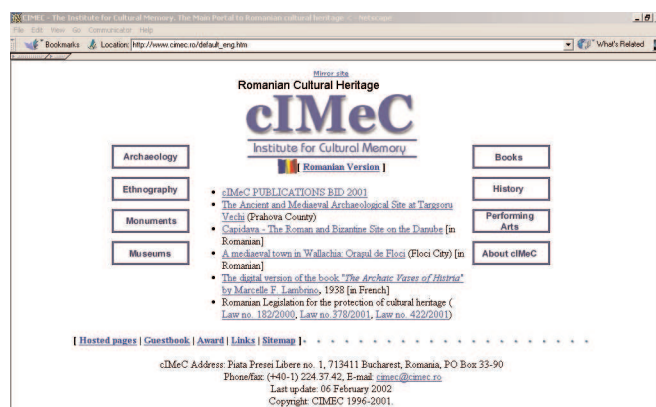 CIMEC - The Institute for Cultural Memory. The Main Portal to Romanian cultural heritage - Netscape
File Edit View Go Communicator Help
Bookmarks Location: http://www.cimec.ro/default_eng.htm What's Related
Mirror site
Romanian Cultural Heritage
cIMeC
Institute for Cultural Memory
[ Romanian Version ]
Archaeology
Ethnography
Monuments
Museums
• cIMeC PUBLICATIONS BID 2001
• The Ancient and Mediaeval Archaeological Site at Targsoru
Vechi (Prahova County)
• Capidava - The Roman and Bizantine Site on the Danube [in
Romanian]
• A mediaeval town in Wallachia: Oraşul de Floci (Floci City) [in
Romanian]
• The digital version of the book "The Archaic Vases of Histria"
by Marcelle F. Lambrino, 1938 [in French]
• Romanian Legislation for the protection of cultural heritage (
Law no. 182/2000, Law no.378/2001, Law no. 422/2001)
Books
History
Performing
Arts
About cIMeC
[ Hosted pages | Guestbook | Award | Links | Sitemap ]
cIMeC Address: Piata Presei Libere no. 1, 713411 Bucharest, Romania, PO Box 33-90
Phone/fax: (+40-1) 224.37.42, E-mail: cimec@cimec.ro
Last update: 06 February 2002
Copyright: CIMEC 1996-2001.